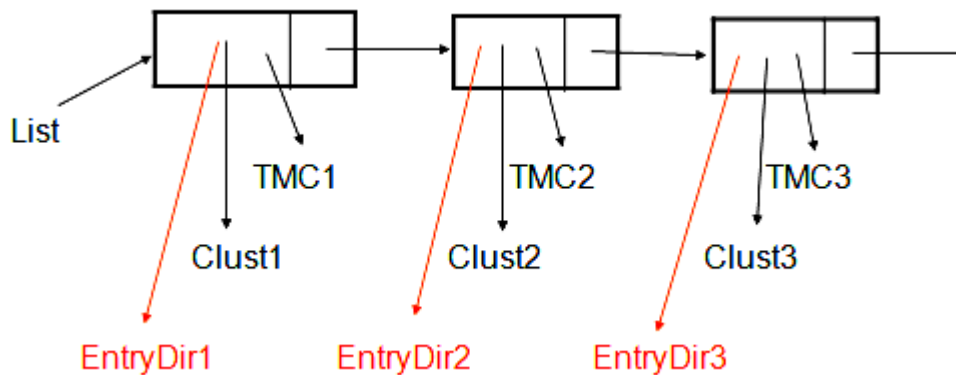 List
TMC1 TMC2 TMC3
Clust1 Clust2 Clust3
EntryDir1 EntryDir2 EntryDir3